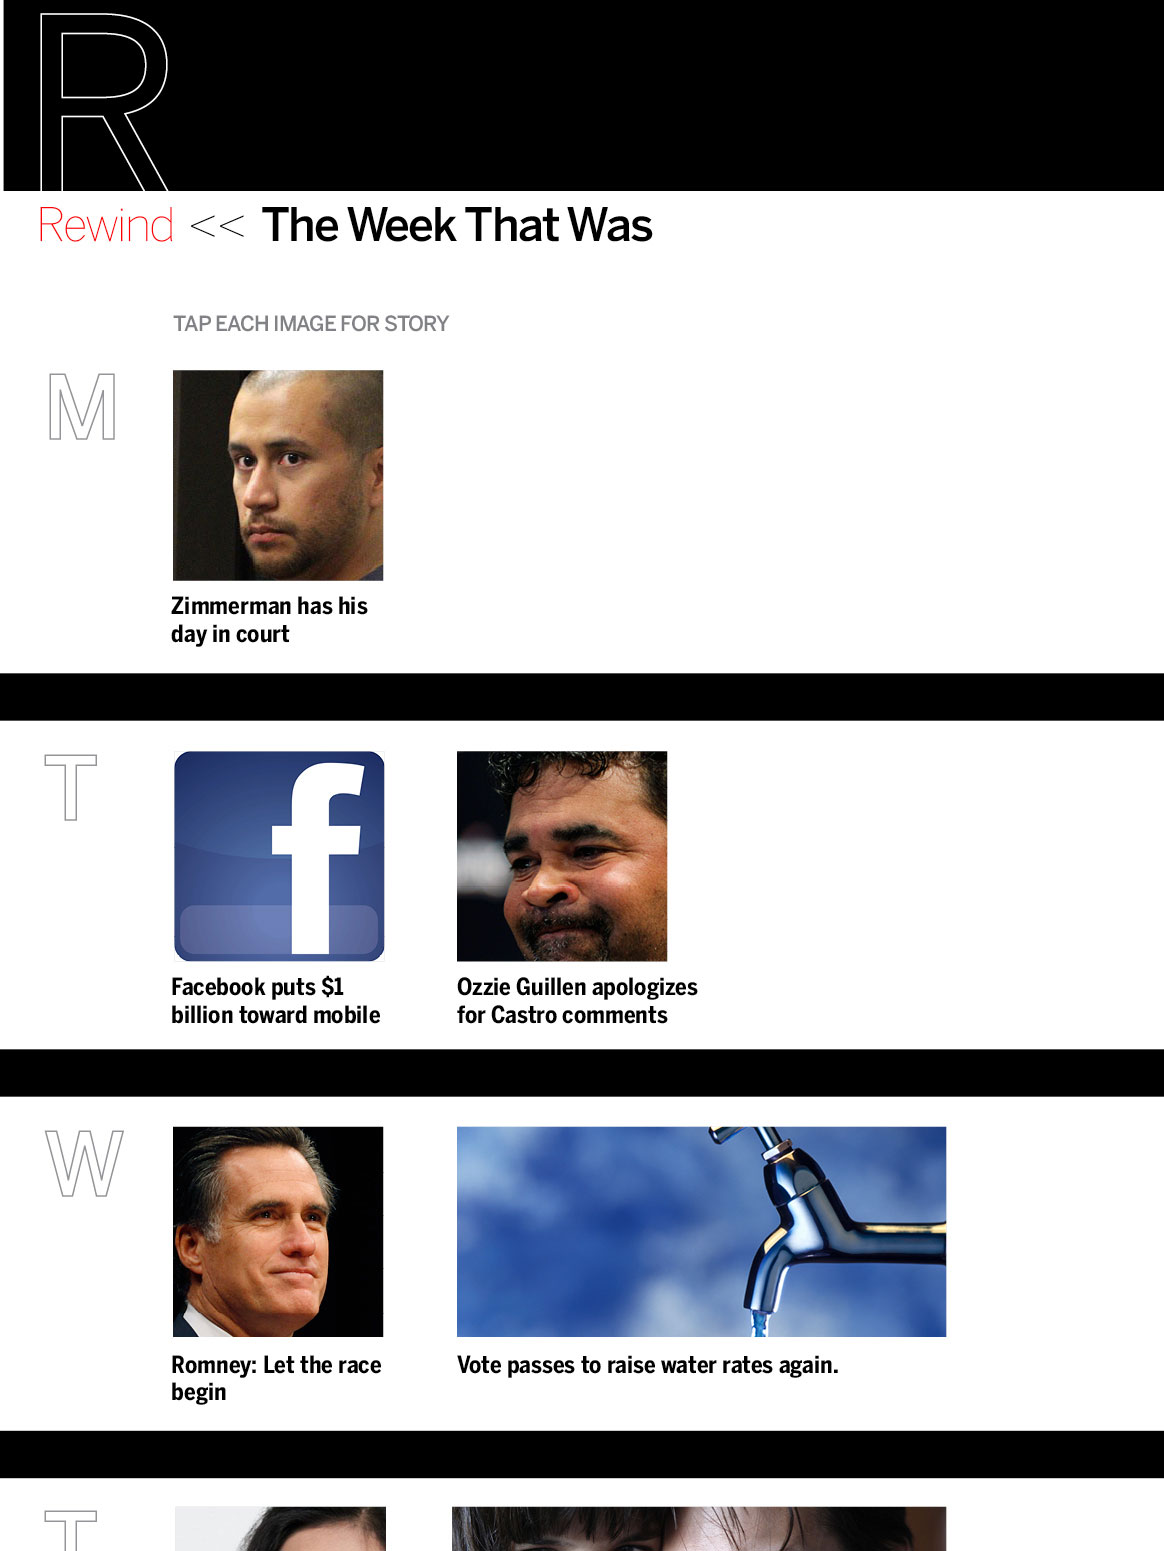 R
Rewind << The Week That Was
TAP EACH IMAGE FOR STORY
M
Zimmerman has his
day in court
T
f
Facebook puts $1
billion toward mobile
Ozzie Guillen apologizes
for Castro comments
W
Romney: Let the race
begin
Vote passes to raise water rates again.
T